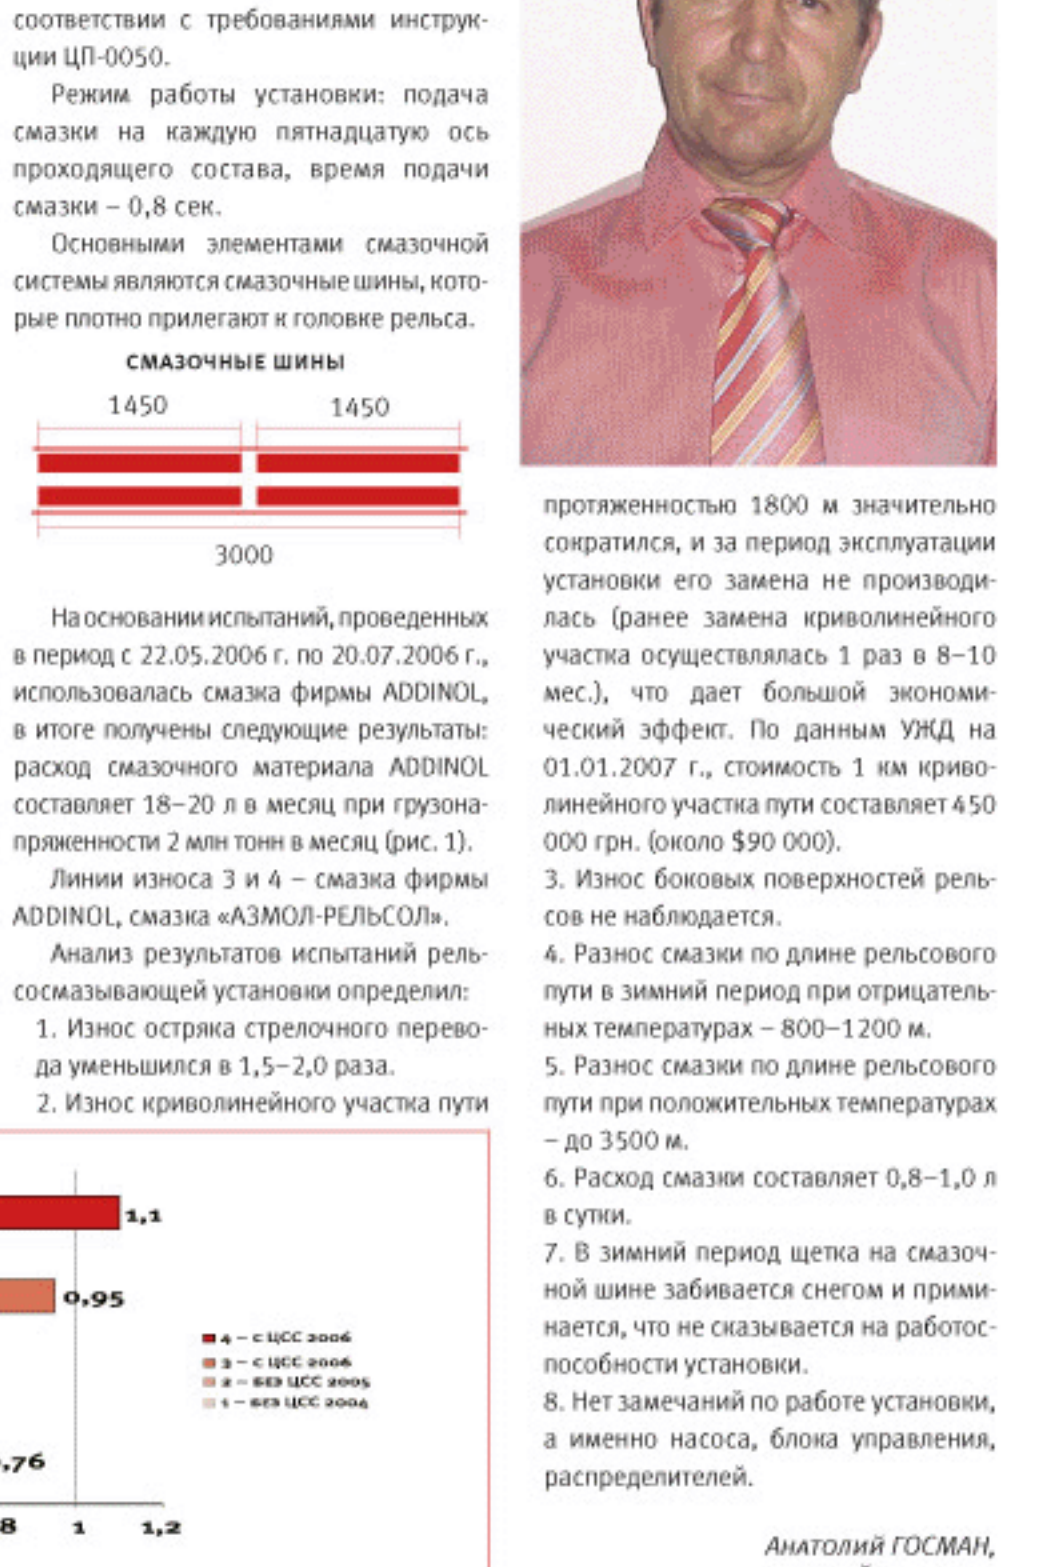 соответствии с требованиями инструк-
ции ЦП-0050.
Режим работы установки: подача
смазки на каждую пятнадцатую ось
проходящего состава, время подачи
смазки – 0,8 сек.
Основными элементами смазочной
системы являются смазочные шины, кото-
рые плотно прилегают к головке рельса.
СМАЗОЧНЫЕ ШИНЫ
1450 1450
3000
На основании испытаний, проведенных
в период с 22.05.2006 г. по 20.07.2006 г.,
использовалась смазка фирмы ADDINOL,
в итоге получены следующие результаты:
расход смазочного материала ADDINOL
составляет 18–20 л в месяц при грузона-
пряженности 2 млн тонн в месяц (рис. 1).
Линии износа 3 и 4 – смазка фирмы
ADDINOL, смазка «АЗМОЛ-РЕЛЬСОЛ».
Анализ результатов испытаний рель-
сосмазывающей установки определил:
1. Износ остряка стрелочного перево-
да уменьшился в 1,5–2,0 раза.
2. Износ криволинейного участка пути
протяженностью 1800 м значительно
сократился, и за период эксплуатации
установки его замена не производи-
лась (ранее замена криволинейного
участка осуществлялась 1 раз в 8–10
мес.), что дает большой экономи-
ческий эффект. По данным УЖД на
01.01.2007 г., стоимость 1 км криво-
линейного участка пути составляет 450
000 грн. (около $90 000).
3. Износ боковых поверхностей рель-
сов не наблюдается.
4. Разнос смазки по длине рельсового
пути в зимний период при отрицатель-
ных температурах – 800–1200 м.
5. Разнос смазки по длине рельсового
пути при положительных температурах
– до 3500 м.
6. Расход смазки составляет 0,8–1,0 л
в сутки.
7. В зимний период щетка на смазоч-
ной шине забивается снегом и прими-
нается, что не сказывается на работос-
пособности установки.
8. Нет замечаний по работе установки,
а именно насоса, блока управления,
распределителей.
Анатолий ГОСМАН,
1,1
0,95
4 – с ЦСС 2006
3 – с ЦСС 2006
2 – БЕЗ ЦСС 2005
1 – БЕЗ ЦСС 2004
,76
8 1 1,2